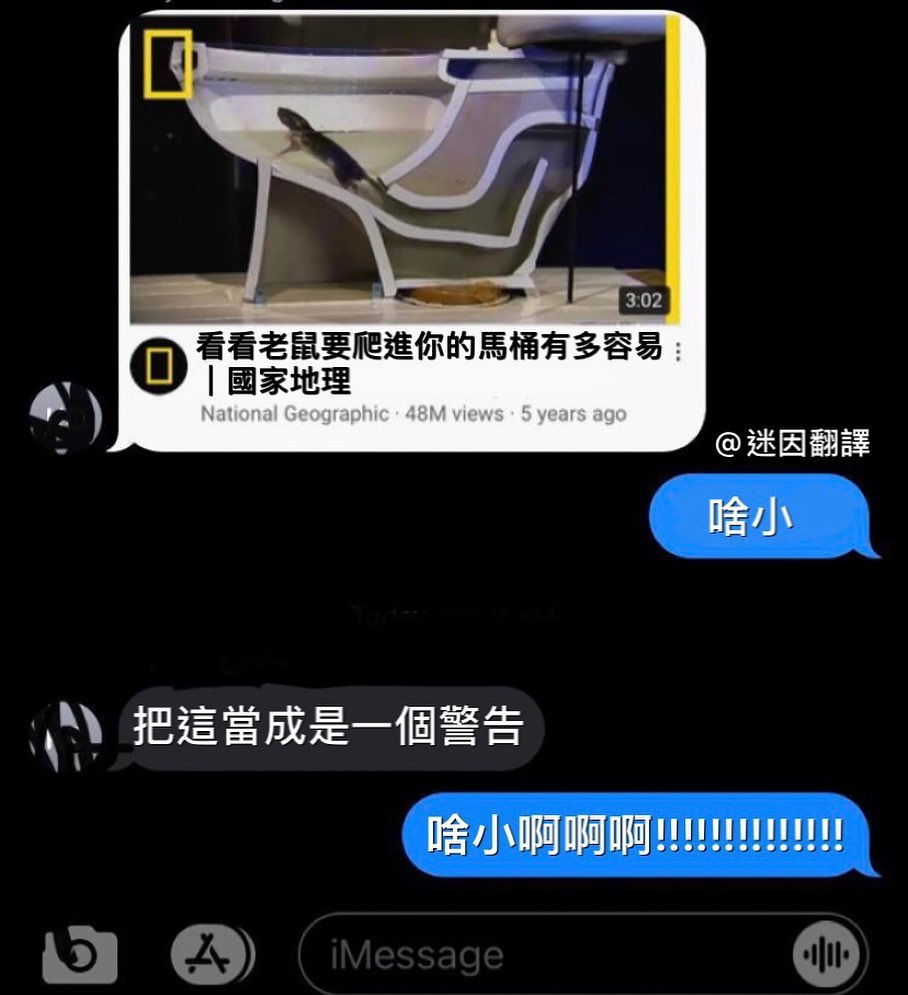 3:02
看看老鼠要爬進你的馬桶有多容易
｜國家地理
National Geographic · 48M views · 5 years ago
@迷因翻譯
啥小
把這當成是一個警告
啥小啊啊啊!!!!!!!!!!!!!!
iMessage